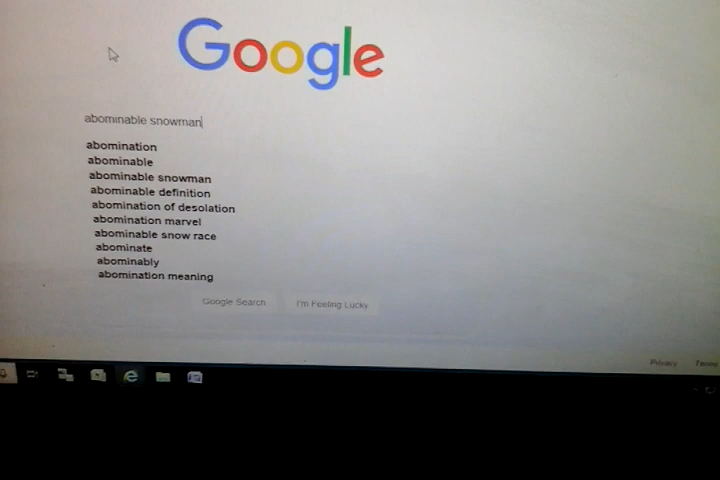 Google
abominable snowman
abomination
abominable
abominable snowman
abominable definition
abomination of desolation
abomination marvel
abominable snow race
abominate
abominably
abomination meaning
Google Search
I'm Feeling Lucky
Privacy
Terms